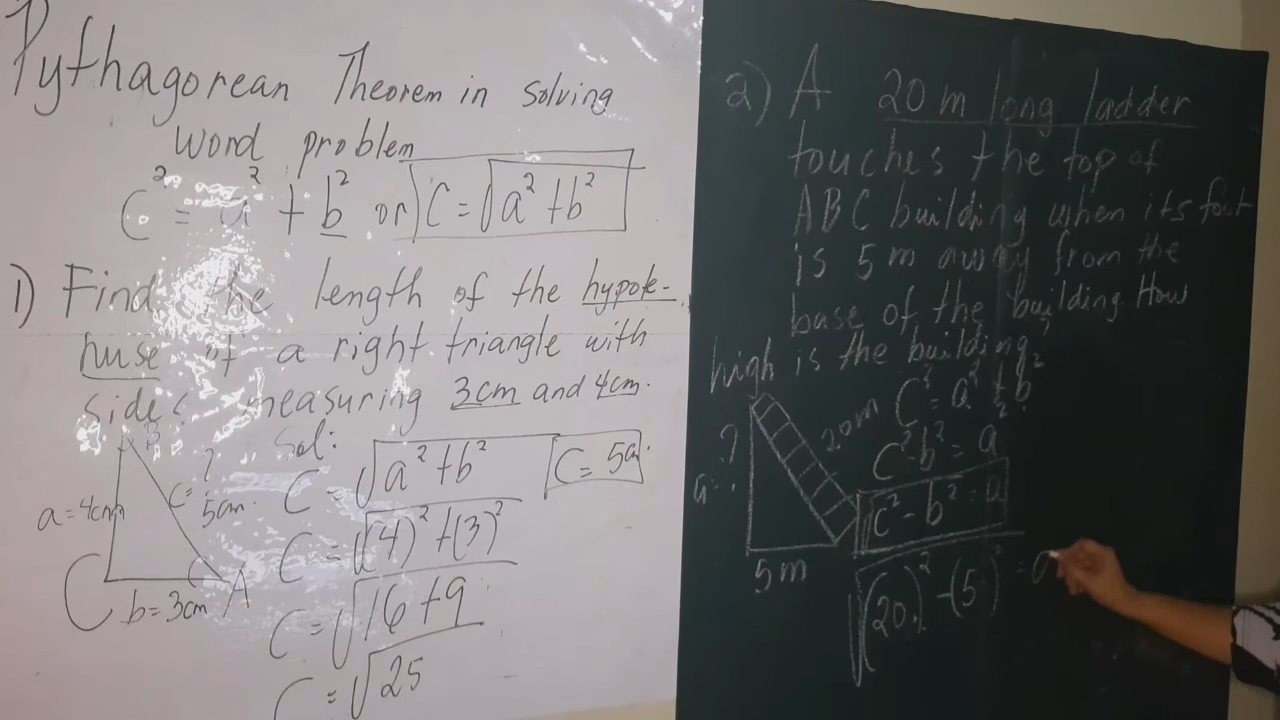 Pythagorean Theorem in solving
word problem
c² = a² + b² or c = √a² + b²
1) Find the length of the hypote-
nuse of a right triangle with
sides measuring 3cm and 4cm.
Sol:
B
?
a = 4cm
c =
5cm
C
b = 3cm
A
c = √a² + b²
c = 5cm
c = √(4)² + (3)²
c = √16 + 9
c = √25
2) A 20 m long ladder
touches the top of
ABC building when its foot
is 5 m away from the
base of the building. How
high is the building?
c² = a² + b²
c² - b² = a²
√c² - b² = a
?
a =
20m
5 m
√(20)² - (5)² = a